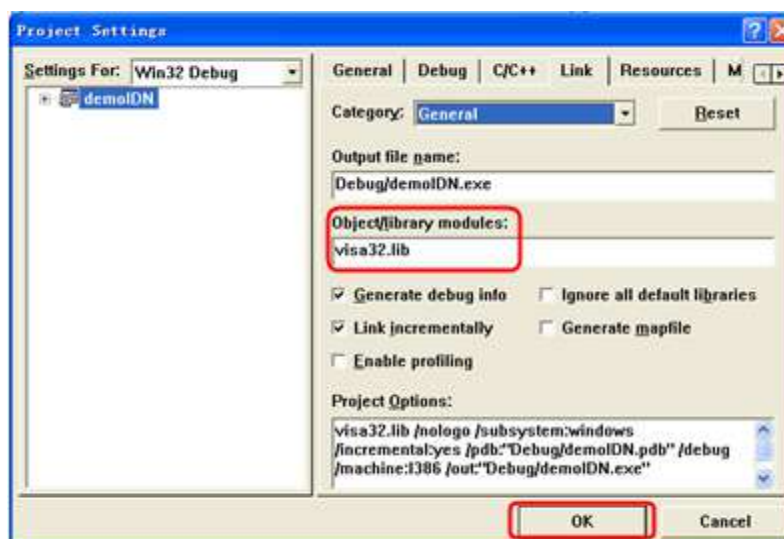 Project Settings
Settings For: Win32 Debug
demoIDN
General Debug C/C++ Link Resources M
Category: General Reset
Output file name:
Debug/demoIDN.exe
Object/library modules:
visa32.lib
Generate debug info Ignore all default libraries
Link incrementally Generate mapfile
Enable profiling
Project Options:
visa32.lib /nologo /subsystem:windows
/incremental:yes /pdb:"Debug/demoIDN.pdb" /debug
/machine:I386 /out:"Debug/demoIDN.exe"
OK Cancel